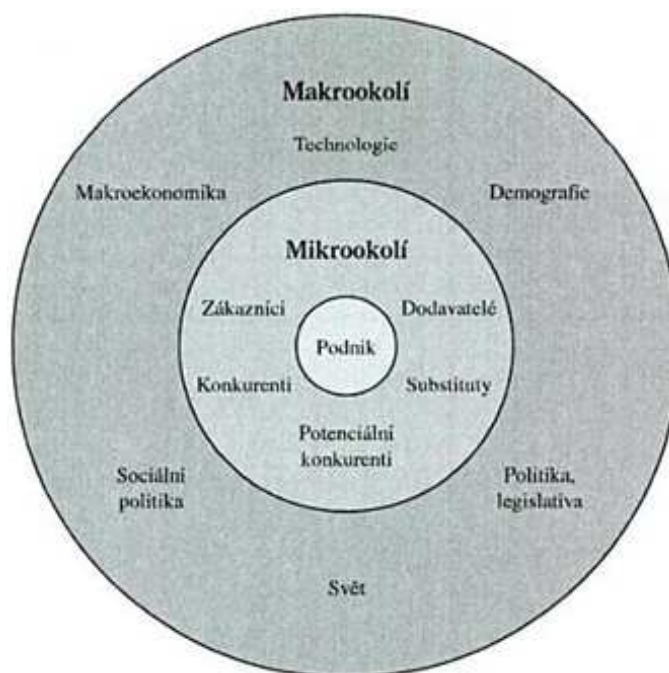 Makrookolí
Technologie
Makroekonomika
Demografie
Mikrookolí
Zákazníci
Dodavatelé
Podnik
Konkurenti
Substituty
Potenciální
konkurenti
Sociální
politika
Politika,
legislativa
Svět